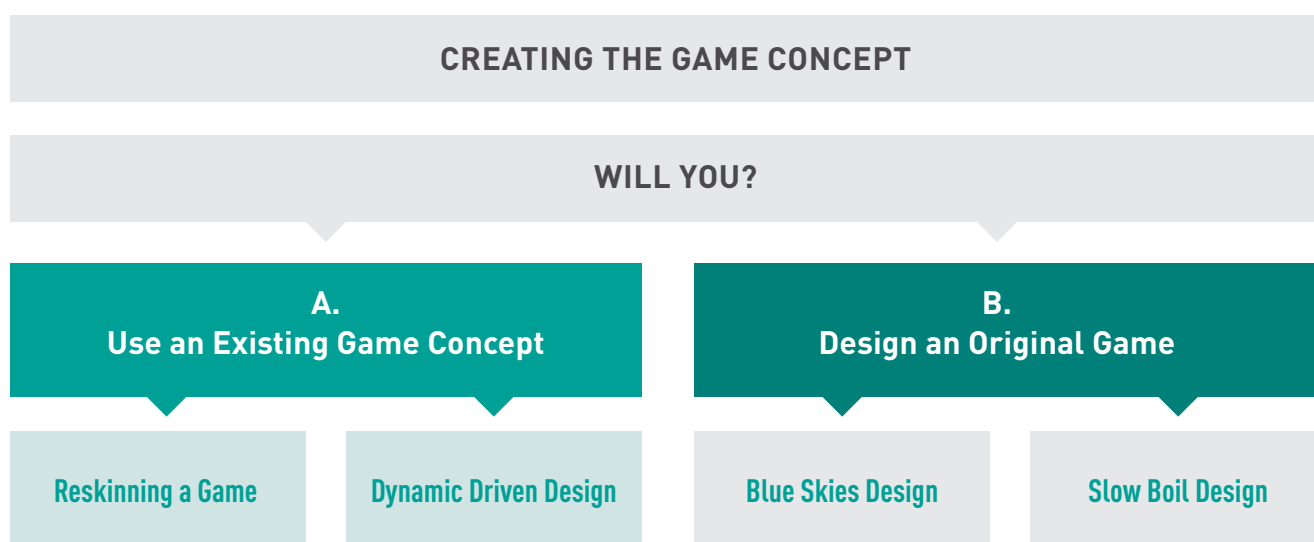 CREATING THE GAME CONCEPT
WILL YOU?
A.
Use an Existing Game Concept
B.
Design an Original Game
Reskinning a Game
Dynamic Driven Design
Blue Skies Design
Slow Boil Design